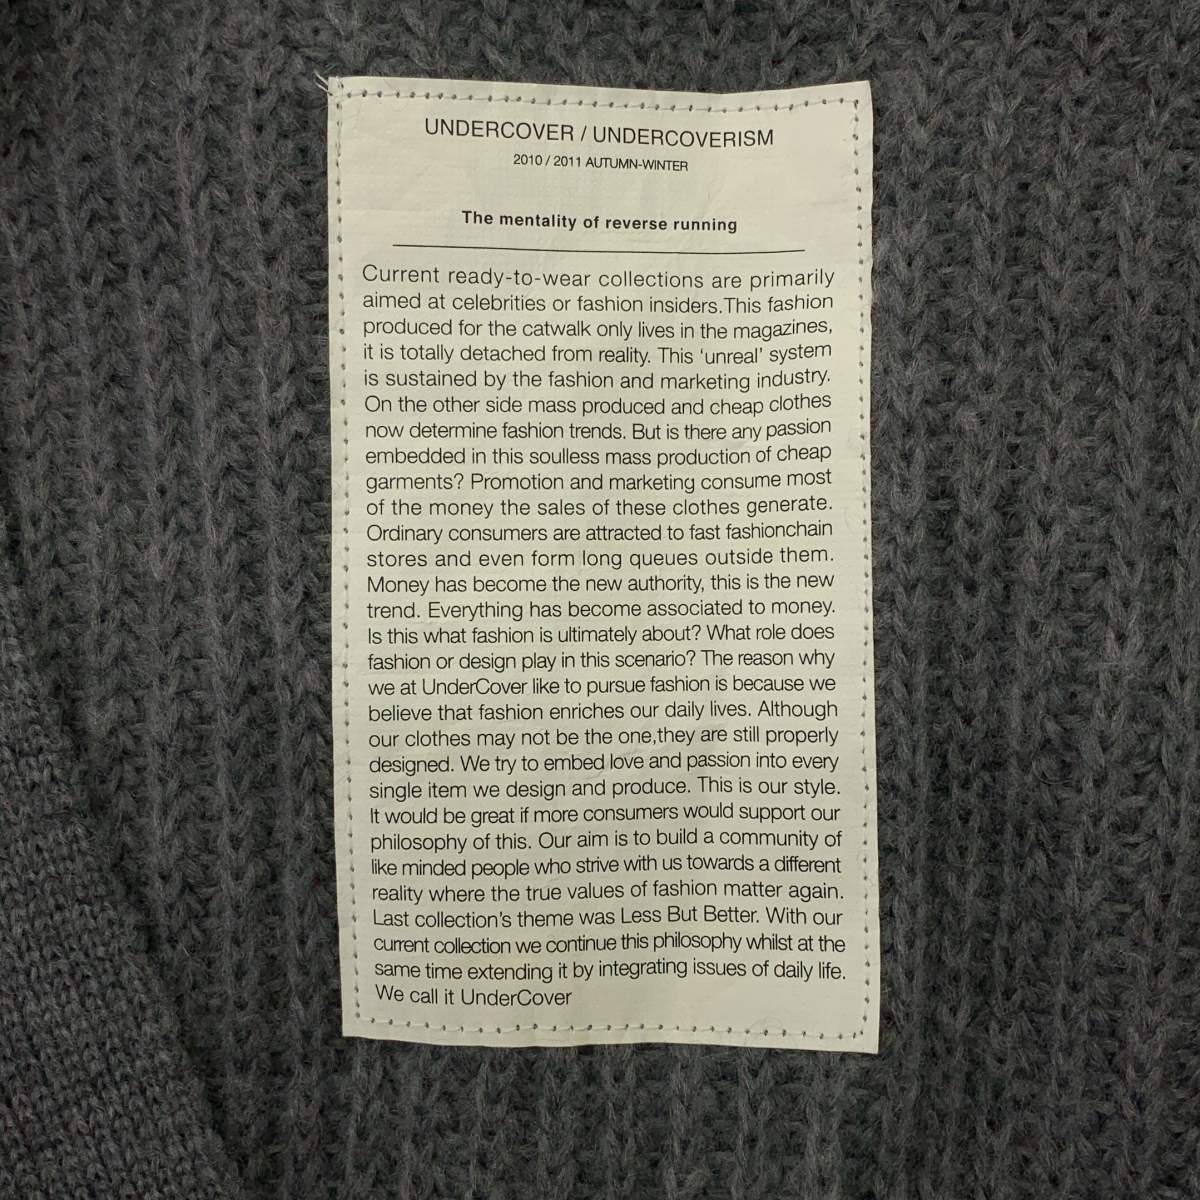 UNDERCOVER / UNDERCOVERISM
2010 / 2011 AUTUMN-WINTER
The mentality of reverse running
Current ready-to-wear collections are primarily
aimed at celebrities or fashion insiders.This fashion
produced for the catwalk only lives in the magazines,
it is totally detached from reality. This ‘unreal’ system
is sustained by the fashion and marketing industry.
On the other side mass produced and cheap clothes
now determine fashion trends. But is there any passion
embedded in this soulless mass production of cheap
garments? Promotion and marketing consume most
of the money the sales of these clothes generate.
Ordinary consumers are attracted to fast fashionchain
stores and even form long queues outside them.
Money has become the new authority, this is the new
trend. Everything has become associated to money.
Is this what fashion is ultimately about? What role does
fashion or design play in this scenario? The reason why
we at UnderCover like to pursue fashion is because we
believe that fashion enriches our daily lives. Although
our clothes may not be the one,they are still properly
designed. We try to embed love and passion into every
single item we design and produce. This is our style.
It would be great if more consumers would support our
philosophy of this. Our aim is to build a community of
like minded people who strive with us towards a different
reality where the true values of fashion matter again.
Last collection’s theme was Less But Better. With our
current collection we continue this philosophy whilst at the
same time extending it by integrating issues of daily life.
We call it UnderCover